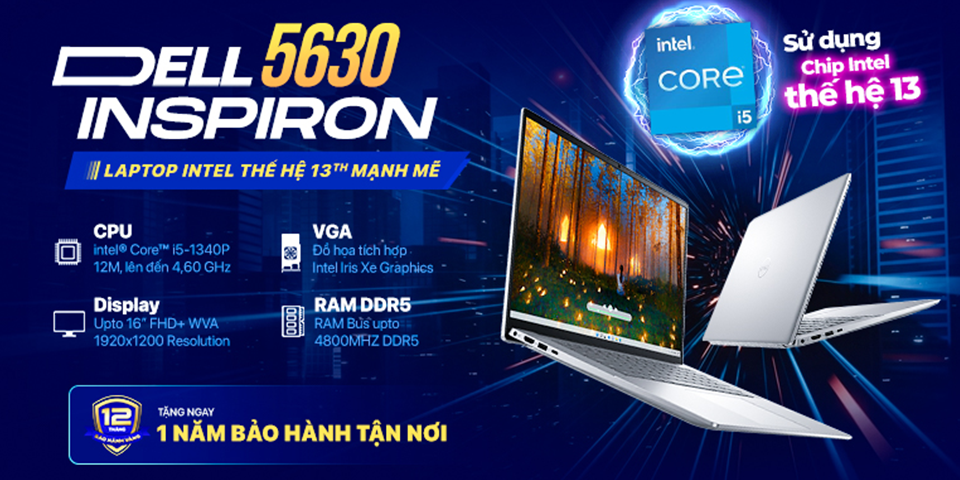 DELL 5630
INSPIRON
LAPTOP INTEL THẾ HỆ 13TH MẠNH MẼ
CPU
intel® Core™ i5-1340P
12M, lên đến 4,60 GHz
VGA
Đồ họa tích hợp
Intel Iris Xe Graphics
Display
Upto 16" FHD+ WVA
1920x1200 Resolution
RAM DDR5
RAM Bus upto
4800MHZ DDR5
12
THÁNG
BẢO HÀNH VÀNG
TẶNG NGAY
1 NĂM BẢO HÀNH TẬN NƠI
intel
CORE
i5
Sử dụng
Chip Intel
thế hệ 13